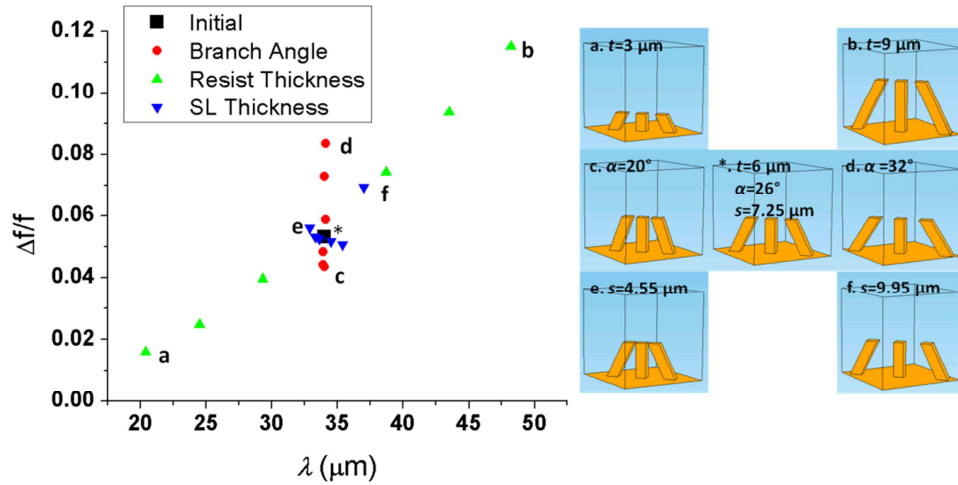 Initial
Branch Angle
Resist Thickness
SL Thickness
0.12
0.10
0.08
0.06
0.04
0.02
0.00
Δf/f
a
b
c
d
e
f
*
20
25
30
35
40
45
50
λ (μm)
a. t=3 μm
b. t=9 μm
c. α=20°
*. t=6 μm
α=26°
s=7.25 μm
d. α=32°
e. s=4.55 μm
f. s=9.95 μm